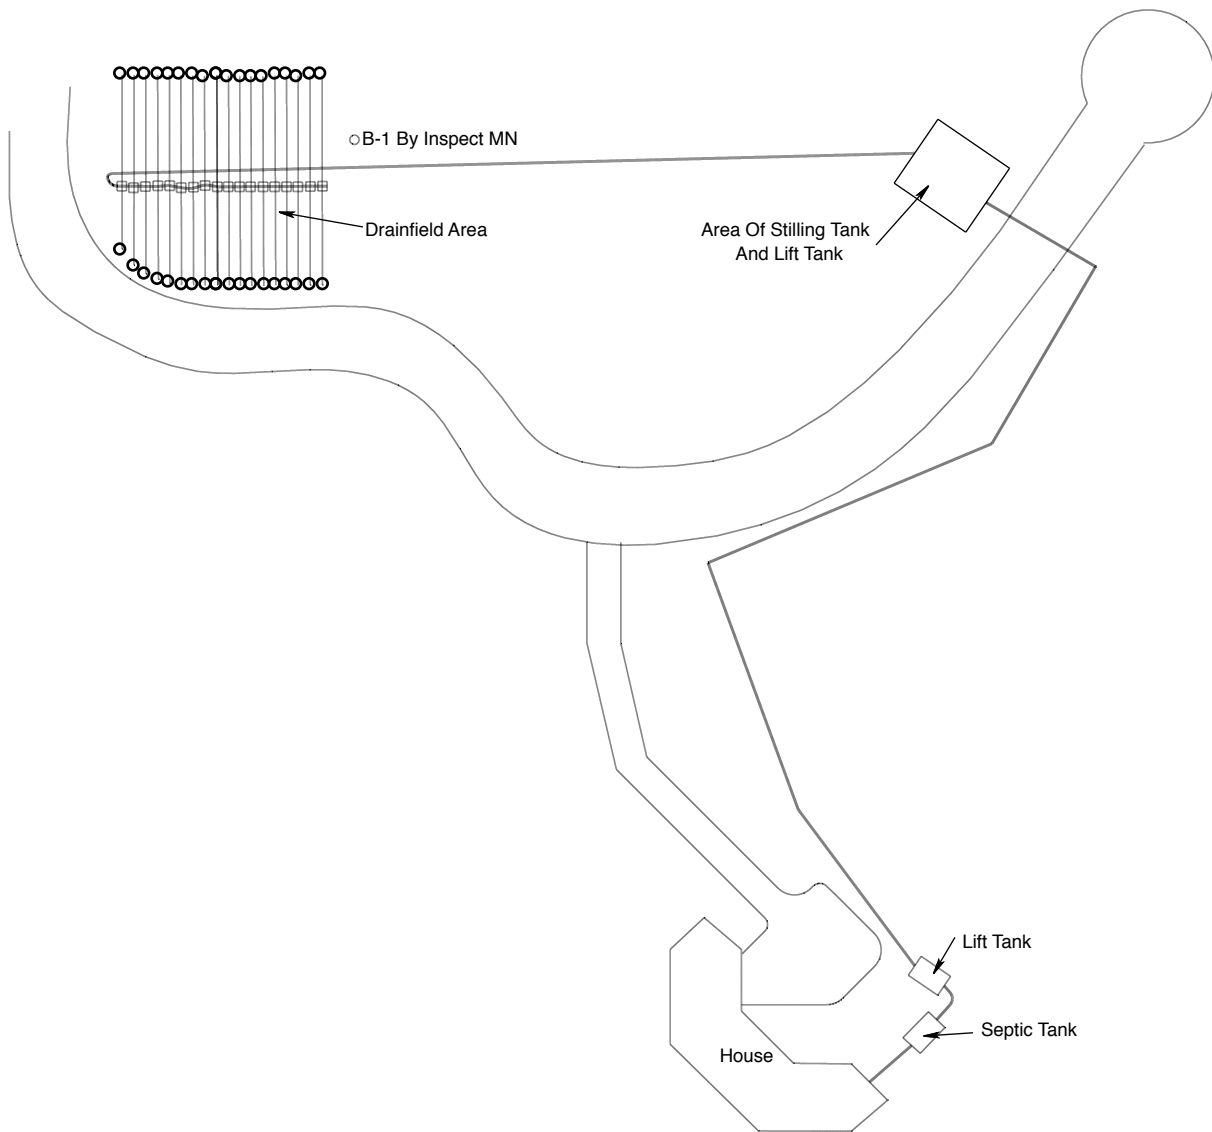 B-1 By Inspect MN
Drainfield Area
Area Of Stilling Tank
And Lift Tank
Lift Tank
Septic Tank
House